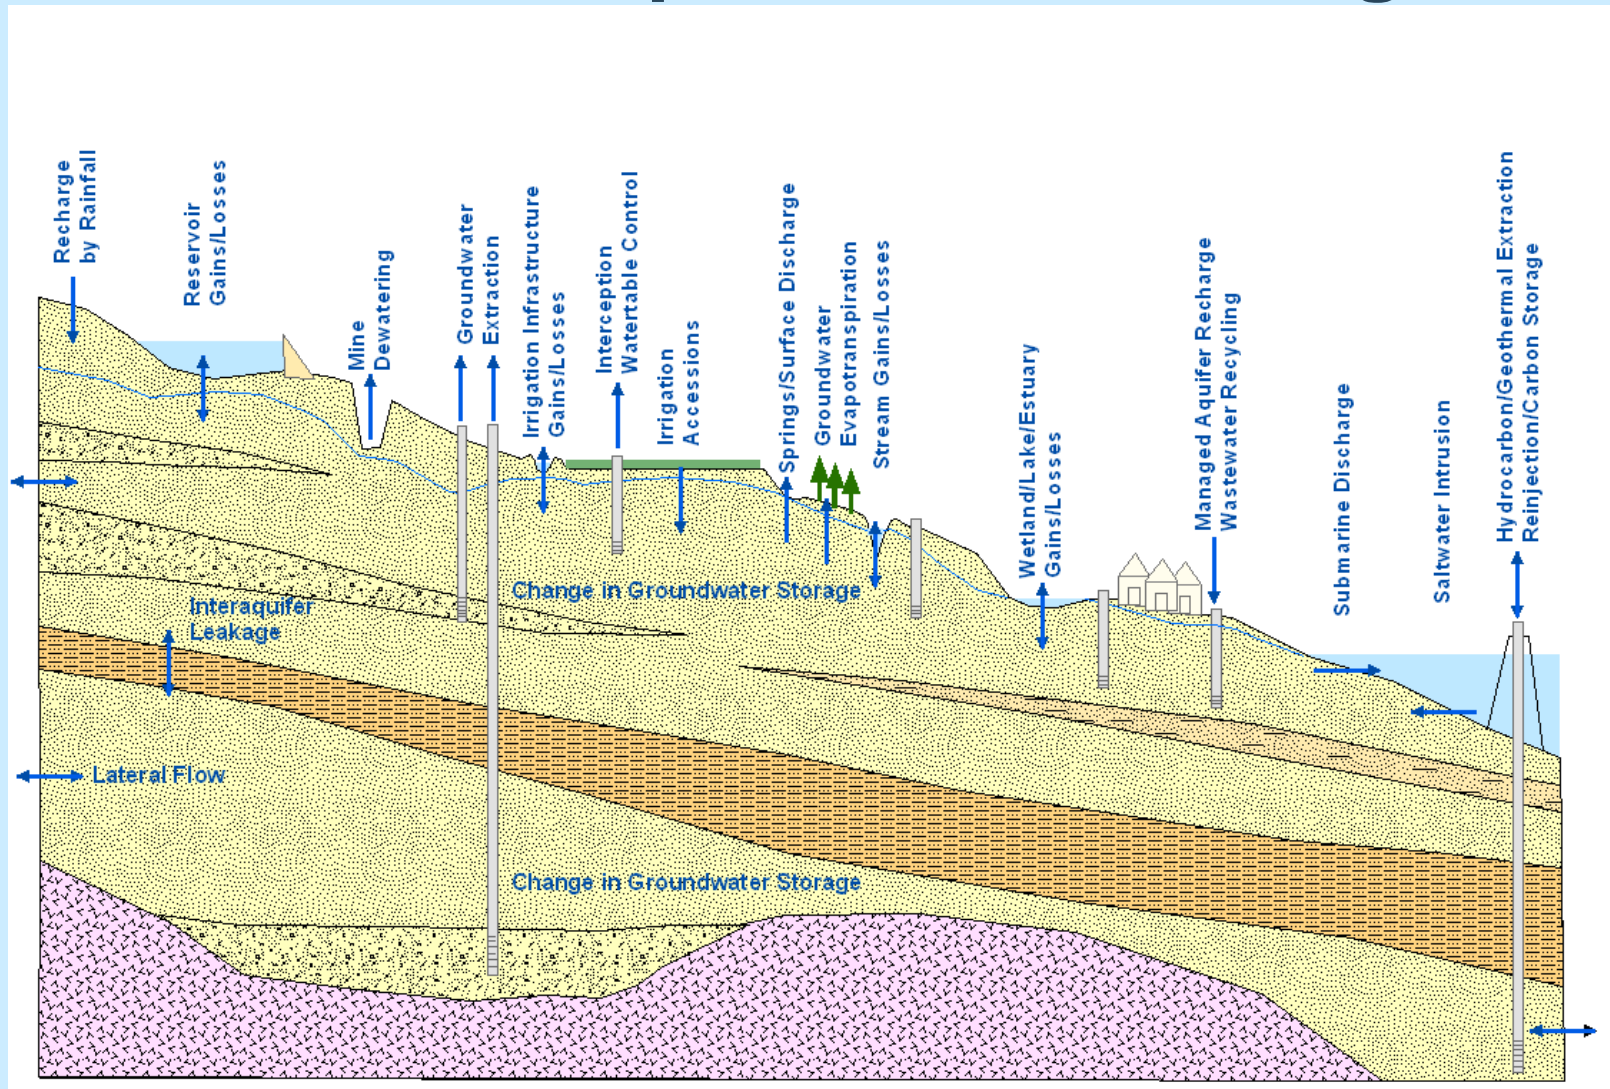 Recharge
by Rainfall
Reservoir
Gains/Losses
Mine
Dewatering
Groundwater
Extraction
Irrigation Infrastructure
Gains/Losses
Interception
Watertable Control
Irrigation
Accessions
Springs/Surface Discharge
Groundwater
Evapotranspiration
Stream Gains/Losses
Wetland/Lake/Estuary
Gains/Losses
Managed Aquifer Recharge
Wastewater Recycling
Submarine Discharge
Saltwater Intrusion
Hydrocarbon/Geothermal Extraction
Reinjection/Carbon Storage
Change in Groundwater Storage
Interaquifer
Leakage
Lateral Flow
Change in Groundwater Storage